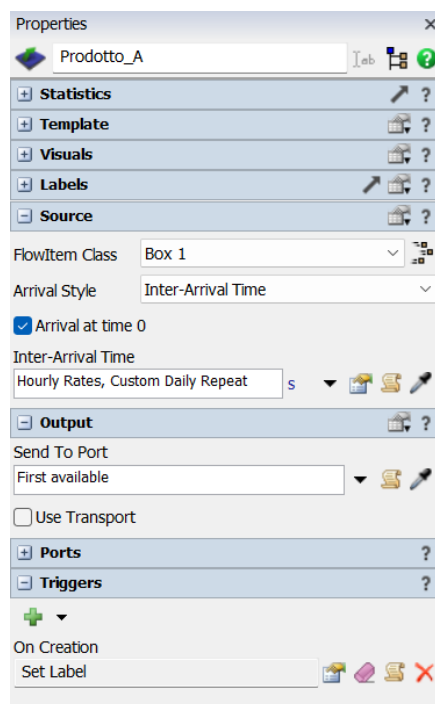 Properties
Prodotto_A
Statistics
?
Template
?
Visuals
?
Labels
?
Source
?
FlowItem Class Box 1
Arrival Style Inter-Arrival Time
Arrival at time 0
Inter-Arrival Time
Hourly Rates, Custom Daily Repeat s
Output
?
Send To Port
First available
Use Transport
Ports
?
Triggers
?
On Creation
Set Label